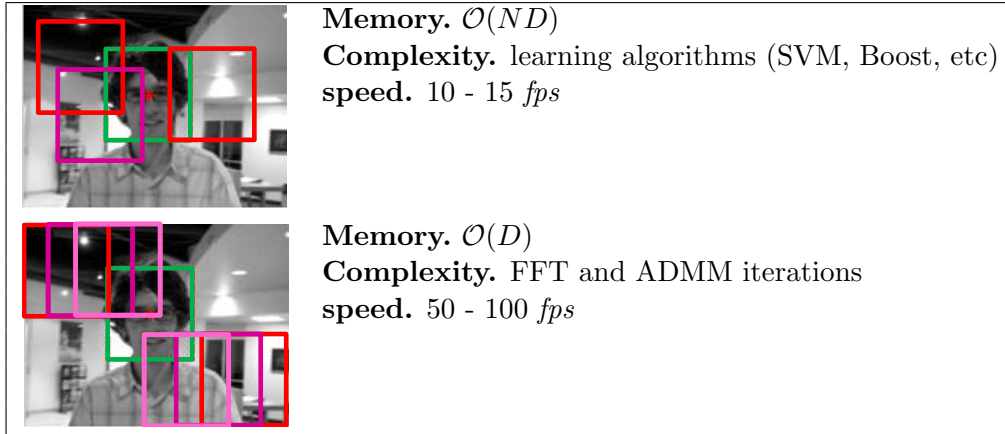 Memory. O(ND)
Complexity. learning algorithms (SVM, Boost, etc)
speed. 10 - 15 fps
Memory. O(D)
Complexity. FFT and ADMM iterations
speed. 50 - 100 fps